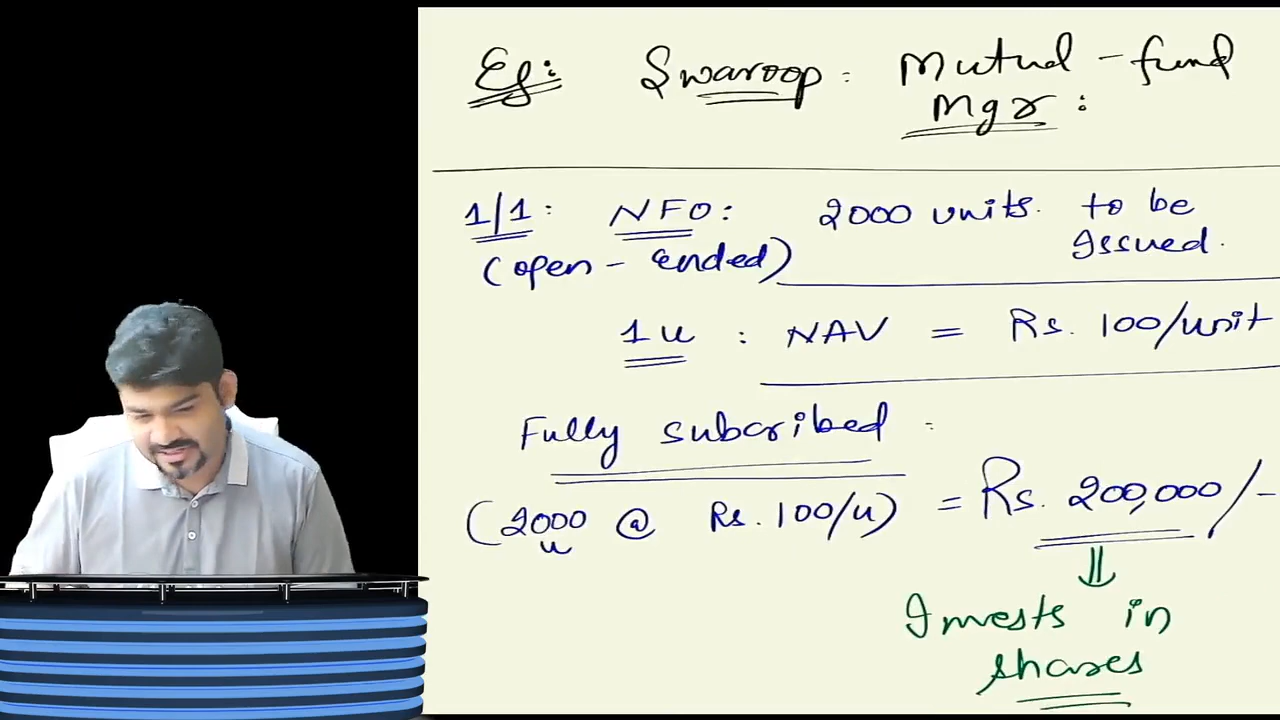 Eg: Swaroop: Mutual-fund
Mgr:
1/1: NFO: 2000 units. to be
(open-ended) Issued.
1u : NAV = Rs. 100/unit
Fully subcribed:
(2000 @ Rs. 100/u) = Rs. 200,000/-
u
⇓
Invests in
shares